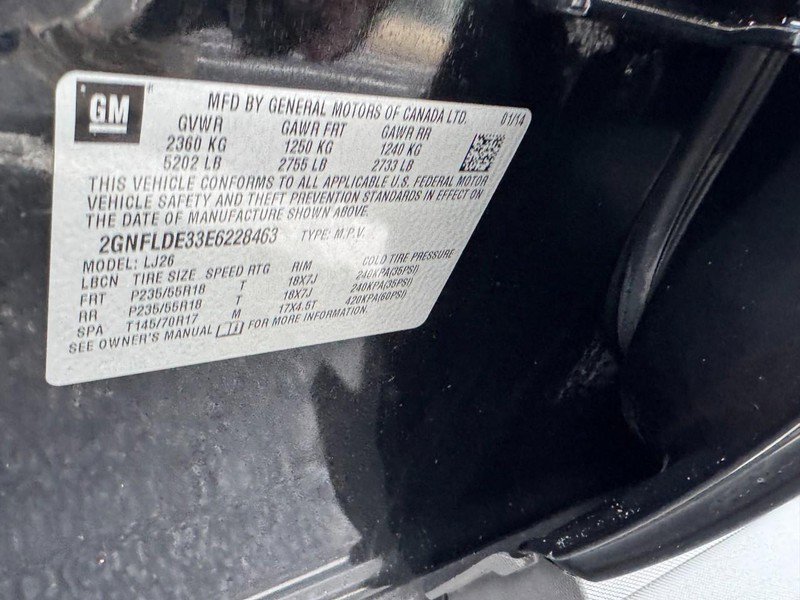 GM
MFD BY GENERAL MOTORS OF CANADA LTD. 01/14
GVWR GAWR FRT GAWR RR
2360 KG 1250 KG 1240 KG
5202 LB 2755 LB 2733 LB
THIS VEHICLE CONFORMS TO ALL APPLICABLE U.S. FEDERAL MOTOR
VEHICLE SAFETY AND THEFT PREVENTION STANDARDS IN EFFECT ON
THE DATE OF MANUFACTURE SHOWN ABOVE.
2GNFLDE33E6228463 TYPE: M.P.V.
MODEL: LJ26 COLD TIRE PRESSURE
LBCN TIRE SIZE SPEED RTG RIM
FRT P235/55R18 T 18X7J 240KPA(35PSI)
RR P235/55R18 T 18X7J 240KPA(35PSI)
SPA T145/70R17 M 17X4.5T 420KPA(60PSI)
SEE OWNER'S MANUAL FOR MORE INFORMATION.